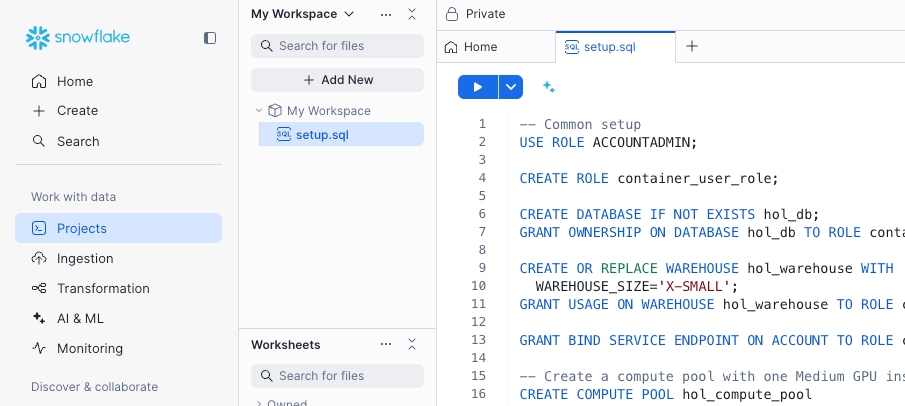 snowflake
Home
Create
Search
Work with data
Projects
Ingestion
Transformation
AI & ML
Monitoring
Discover & collaborate
My Workspace
Search for files
Add New
My Workspace
SQL setup.sql
Worksheets
Search for files
Owned
Private
Home
SQL setup.sql
1 -- Common setup
2 USE ROLE ACCOUNTADMIN;
3
4 CREATE ROLE container_user_role;
5
6 CREATE DATABASE IF NOT EXISTS hol_db;
7 GRANT OWNERSHIP ON DATABASE hol_db TO ROLE conta
8
9 CREATE OR REPLACE WAREHOUSE hol_warehouse WITH
10 WAREHOUSE_SIZE='X-SMALL';
11 GRANT USAGE ON WAREHOUSE hol_warehouse TO ROLE c
12
13 GRANT BIND SERVICE ENDPOINT ON ACCOUNT TO ROLE c
14
15 -- Create a compute pool with one Medium GPU ins
16 CREATE COMPUTE POOL hol_compute_pool